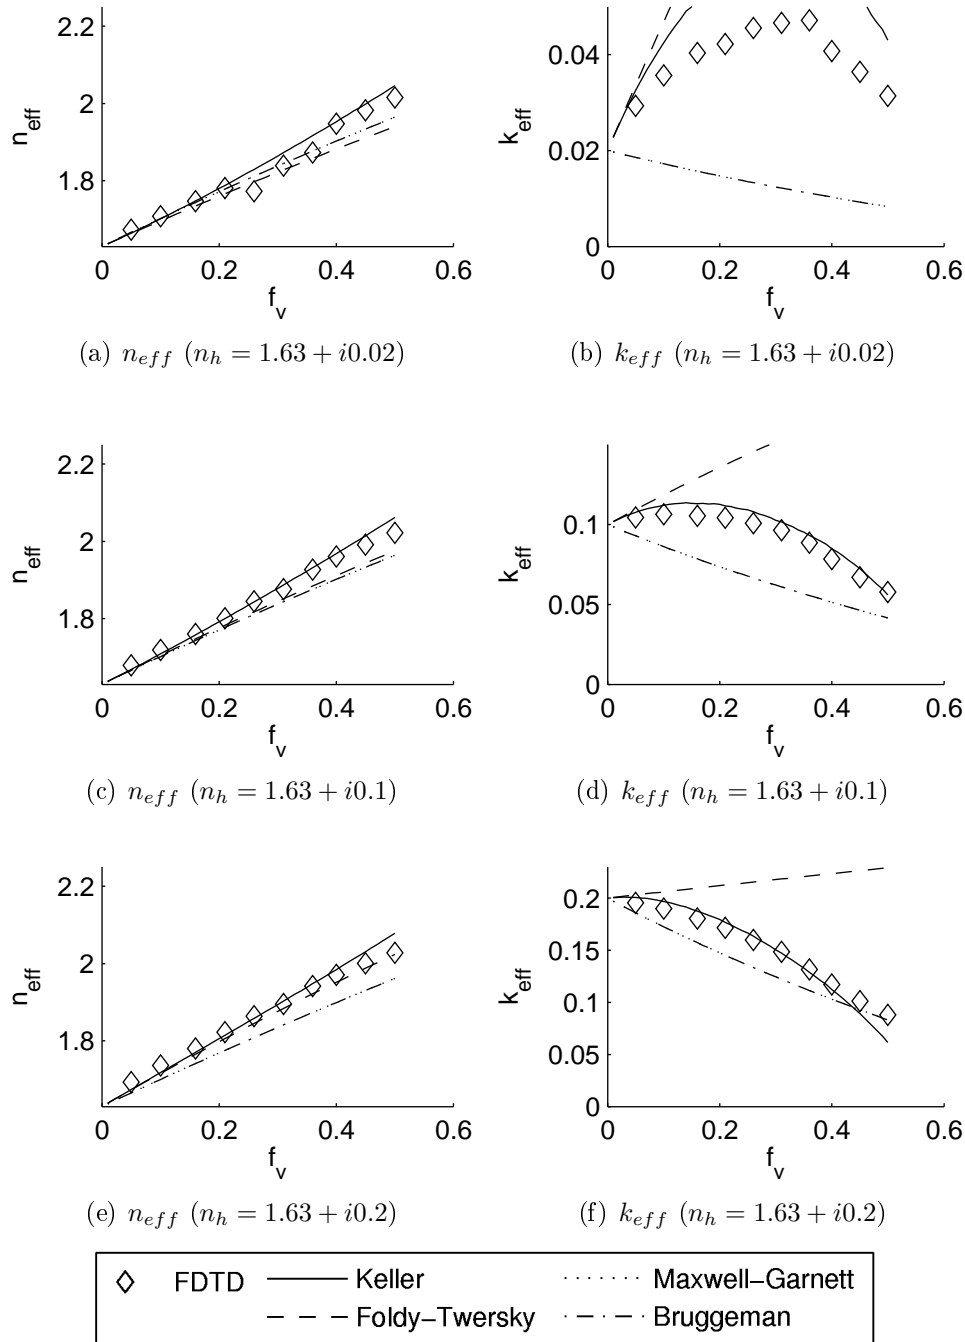 2.2
2
1.8
n_eff
0 0.2 0.4 0.6
f_v
(a) n_eff (n_h = 1.63 + i0.02)
0.04
0.02
0
k_eff
0 0.2 0.4 0.6
f_v
(b) k_eff (n_h = 1.63 + i0.02)
2.2
2
1.8
n_eff
0 0.2 0.4 0.6
f_v
(c) n_eff (n_h = 1.63 + i0.1)
0.1
0.05
0
k_eff
0 0.2 0.4 0.6
f_v
(d) k_eff (n_h = 1.63 + i0.1)
2.2
2
1.8
n_eff
0 0.2 0.4 0.6
f_v
(e) n_eff (n_h = 1.63 + i0.2)
0.2
0.15
0.1
0.05
0
k_eff
0 0.2 0.4 0.6
f_v
(f) k_eff (n_h = 1.63 + i0.2)
FDTD
Keller
Foldy-Twersky
Maxwell-Garnett
Bruggeman